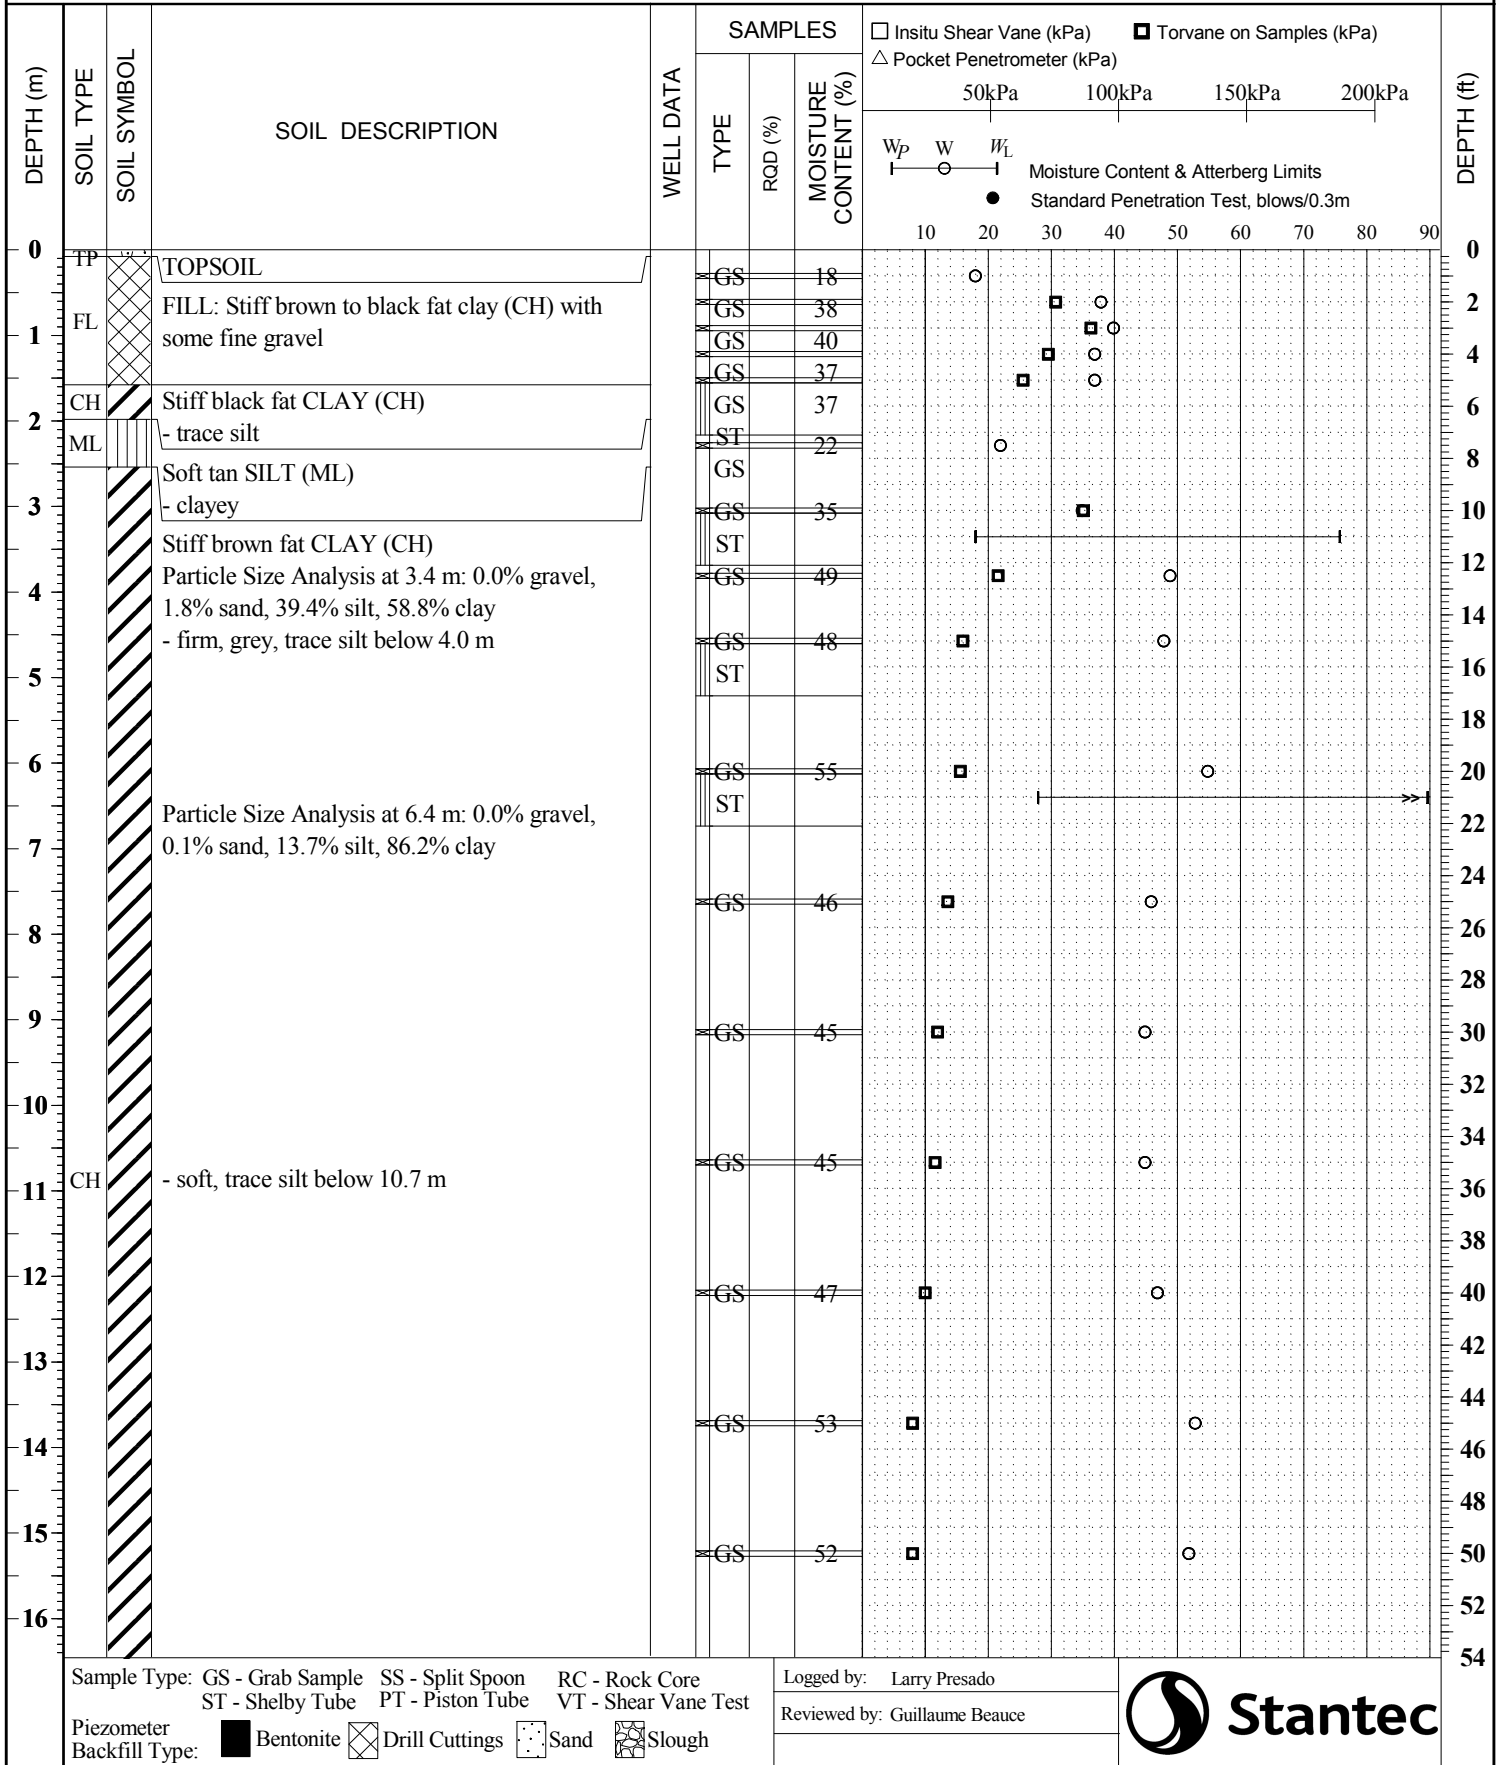 DEPTH (m)
SOIL TYPE
SOIL SYMBOL
SOIL DESCRIPTION
WELL DATA
SAMPLES
TYPE
RQD (%)
MOISTURE
CONTENT (%)
Insitu Shear Vane (kPa) Torvane on Samples (kPa)
Pocket Penetrometer (kPa)
50kPa 100kPa 150kPa 200kPa
WP W WL
Moisture Content & Atterberg Limits
Standard Penetration Test, blows/0.3m
10 20 30 40 50 60 70 80 90
DEPTH (ft)
0
1
2
3
4
5
6
7
8
9
10
11
12
13
14
15
16
TP
FL
CH
ML
CH
TOPSOIL
FILL: Stiff brown to black fat clay (CH) with
some fine gravel
Stiff black fat CLAY (CH)
- trace silt
Soft tan SILT (ML)
- clayey
Stiff brown fat CLAY (CH)
Particle Size Analysis at 3.4 m: 0.0% gravel,
1.8% sand, 39.4% silt, 58.8% clay
- firm, grey, trace silt below 4.0 m
Particle Size Analysis at 6.4 m: 0.0% gravel,
0.1% sand, 13.7% silt, 86.2% clay
- soft, trace silt below 10.7 m
GS 18
GS 38
GS 40
GS 37
GS 37
ST 22
GS
GS 35
ST
GS 49
GS 48
ST
GS 55
ST
GS 46
GS 45
GS 45
GS 47
GS 53
GS 52
>>
0
2
4
6
8
10
12
14
16
18
20
22
24
26
28
30
32
34
36
38
40
42
44
46
48
50
52
54
Sample Type: GS - Grab Sample SS - Split Spoon RC - Rock Core
ST - Shelby Tube PT - Piston Tube VT - Shear Vane Test
Piezometer
Backfill Type: Bentonite Drill Cuttings Sand Slough
Logged by: Larry Presado
Reviewed by: Guillaume Beauce
Stantec